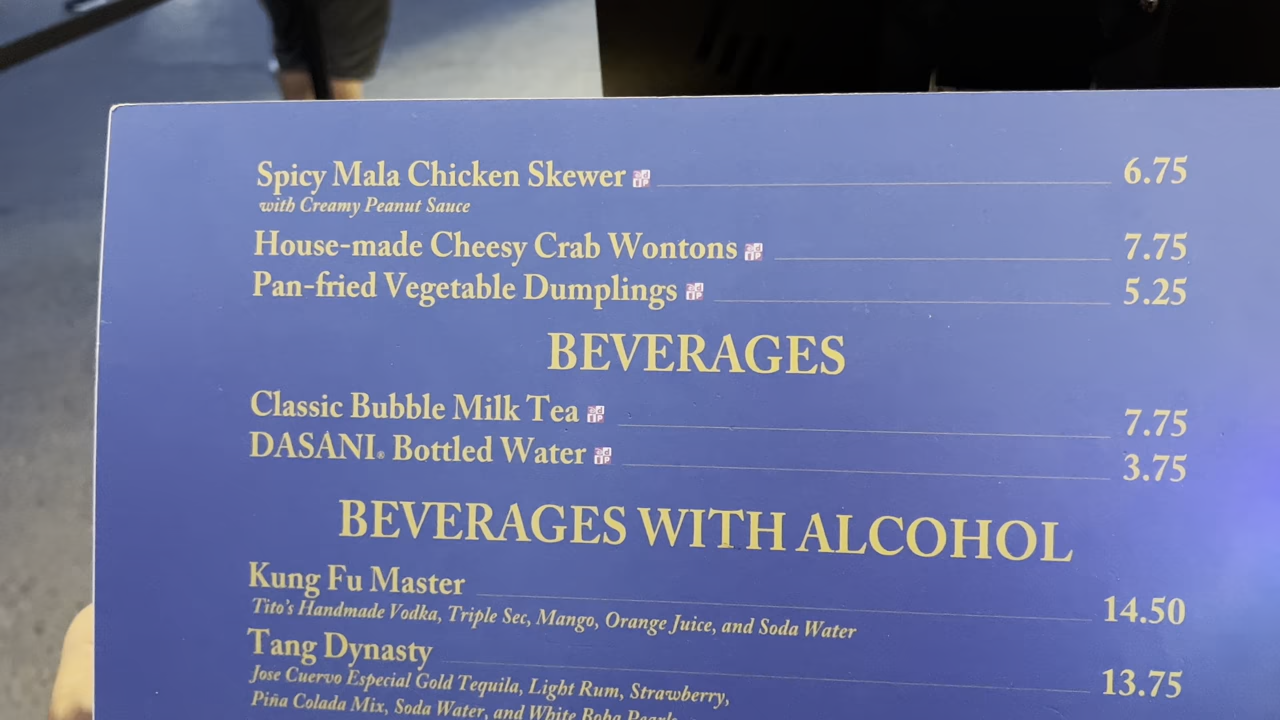 Spicy Mala Chicken Skewer 6.75
with Creamy Peanut Sauce
House-made Cheesy Crab Wontons 7.75
Pan-fried Vegetable Dumplings 5.25
BEVERAGES
Classic Bubble Milk Tea 7.75
DASANI® Bottled Water 3.75
BEVERAGES WITH ALCOHOL
Kung Fu Master 14.50
Tito's Handmade Vodka, Triple Sec, Mango, Orange Juice, and Soda Water
Tang Dynasty 13.75
Jose Cuervo Especial Gold Tequila, Light Rum, Strawberry,
Piña Colada Mix, Soda Water, and White Boba Pearls